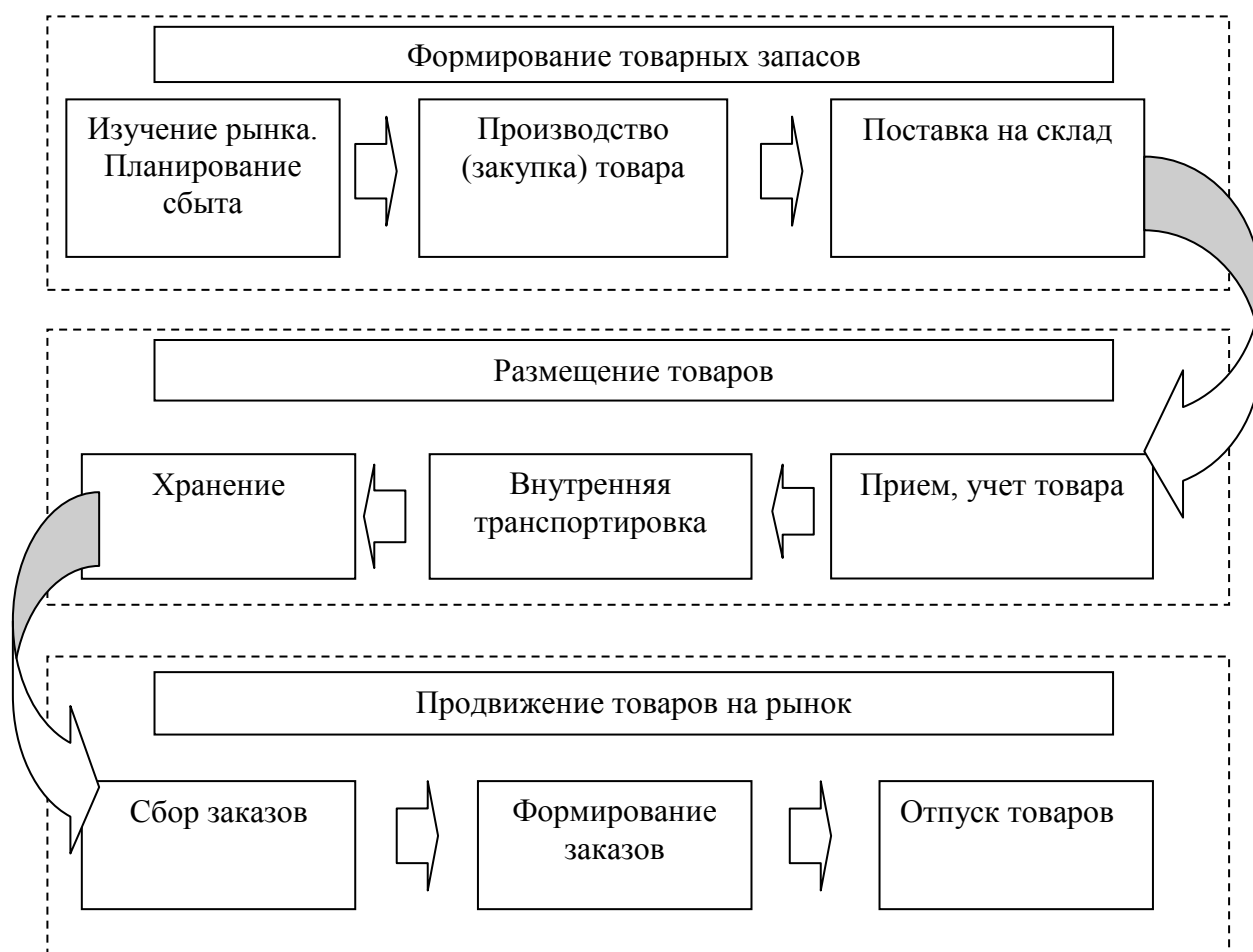 Формирование товарных запасов
Изучение рынка.
Планирование
сбыта
Производство
(закупка) товара
Поставка на склад
Размещение товаров
Хранение
Внутренняя
транспортировка
Прием, учет товара
Продвижение товаров на рынок
Сбор заказов
Формирование
заказов
Отпуск товаров